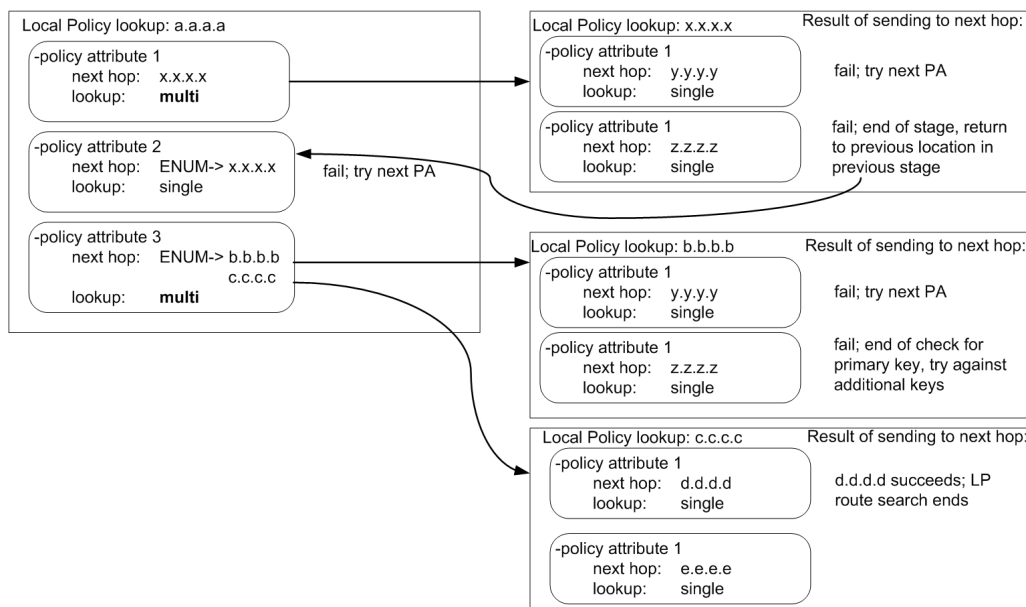 Local Policy lookup: a.a.a.a
-policy attribute 1
next hop: x.x.x.x
lookup: multi
-policy attribute 2
next hop: ENUM-> x.x.x.x
lookup: single
-policy attribute 3
next hop: ENUM-> b.b.b.b
c.c.c.c
lookup: multi
fail; try next PA
Local Policy lookup: x.x.x.x
Result of sending to next hop:
-policy attribute 1
next hop: y.y.y.y
lookup: single
fail; try next PA
-policy attribute 1
next hop: z.z.z.z
lookup: single
fail; end of stage, return
to previous location in
previous stage
Local Policy lookup: b.b.b.b
Result of sending to next hop:
-policy attribute 1
next hop: y.y.y.y
lookup: single
fail; try next PA
-policy attribute 1
next hop: z.z.z.z
lookup: single
fail; end of check for
primary key, try against
additional keys
Local Policy lookup: c.c.c.c
Result of sending to next hop:
-policy attribute 1
next hop: d.d.d.d
lookup: single
d.d.d.d succeeds; LP
route search ends
-policy attribute 1
next hop: e.e.e.e
lookup: single